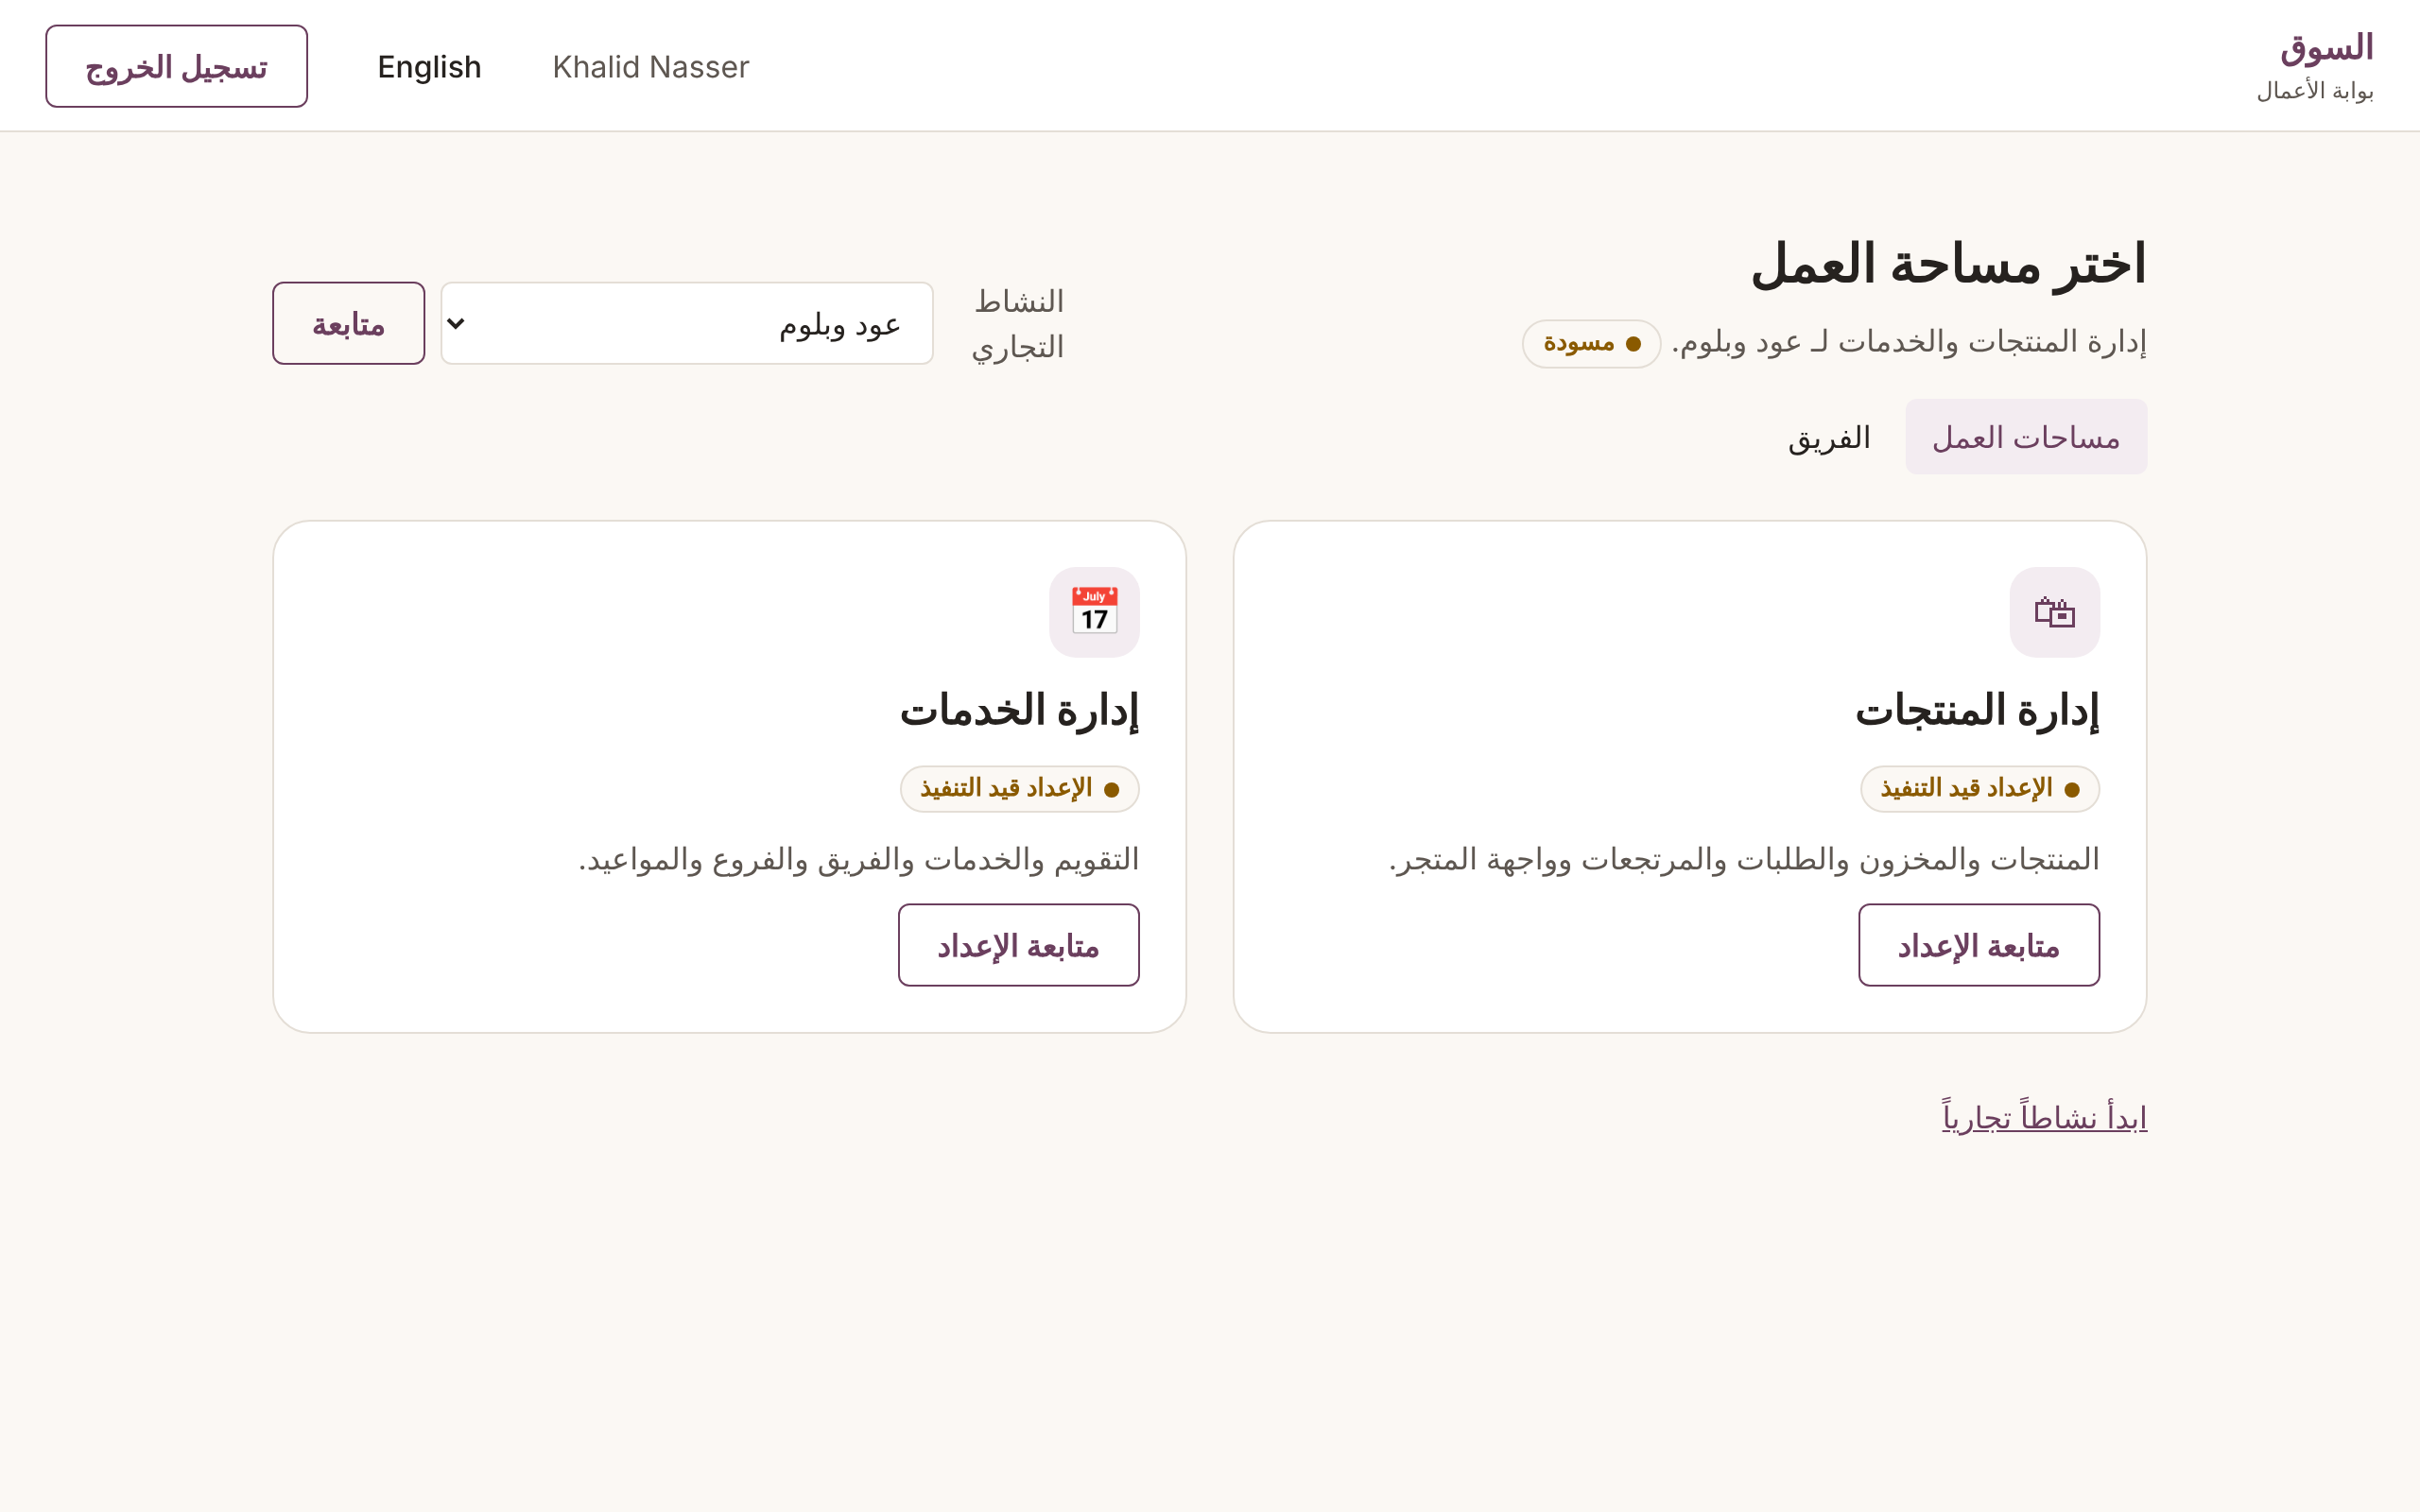 السوق
بوابة الأعمال
Khalid Nasser
English
تسجيل الخروج
اختر مساحة العمل
إدارة المنتجات والخدمات لـ عود وبلوم. مسودة
النشاط
التجاري
عود وبلوم
متابعة
مساحات العمل
الفريق
إدارة المنتجات
الإعداد قيد التنفيذ
المنتجات والمخزون والطلبات والمرتجعات وواجهة المتجر.
متابعة الإعداد
July
17
إدارة الخدمات
الإعداد قيد التنفيذ
التقويم والخدمات والفريق والفروع والمواعيد.
متابعة الإعداد
ابدأ نشاطاً تجارياً